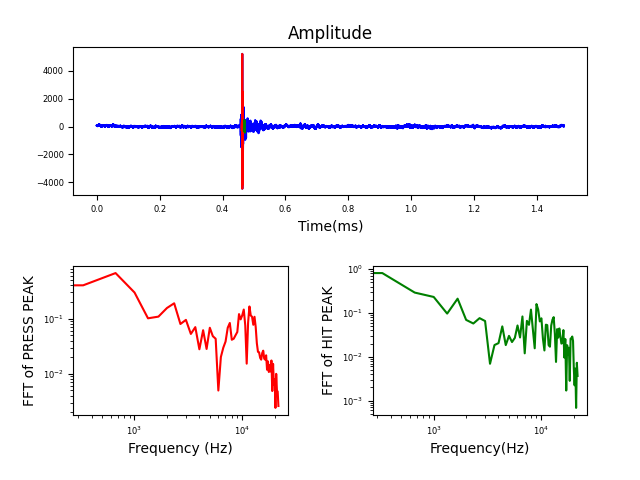 Amplitude
4000
2000
0
−2000
−4000
0.0 0.2 0.4 0.6 0.8 1.0 1.2 1.4
Time(ms)
FFT of PRESS PEAK
10⁻¹
10⁻²
10³ 10⁴
Frequency (Hz)
FFT of HIT PEAK
10⁰
10⁻¹
10⁻²
10⁻³
10³ 10⁴
Frequency(Hz)